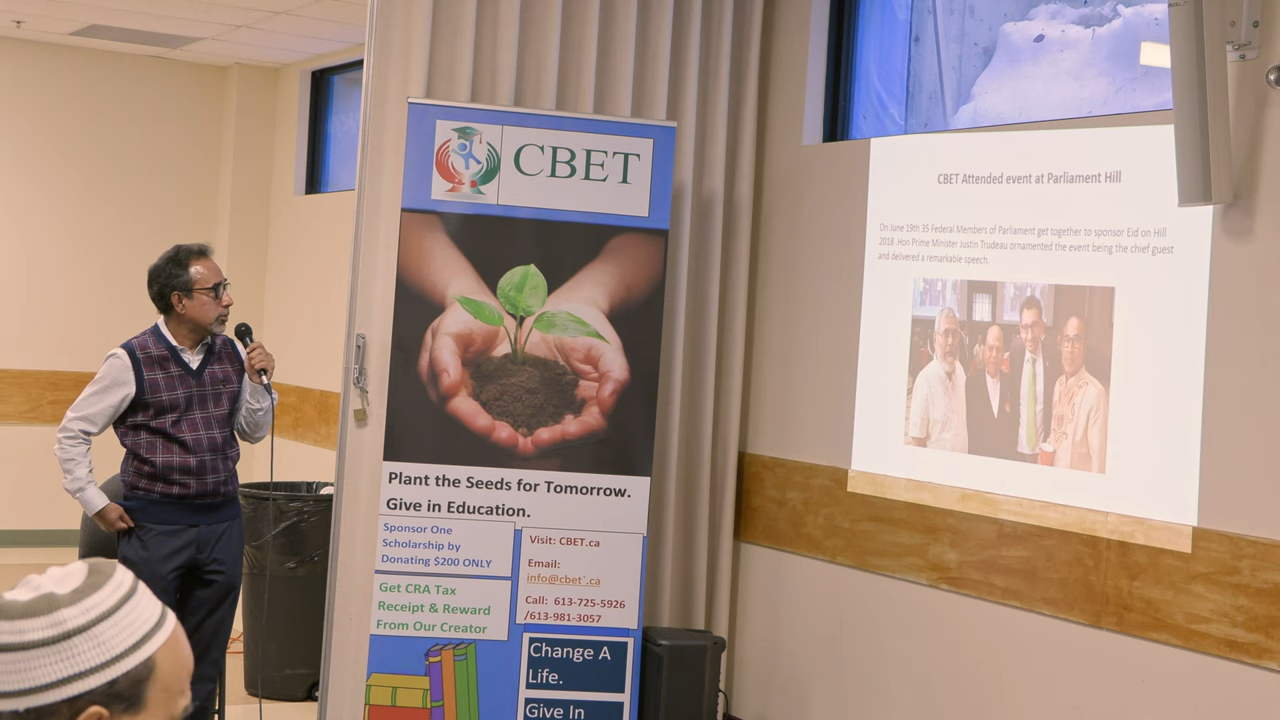 CBET
Plant the Seeds for Tomorrow.
Give in Education.
Sponsor One
Scholarship by
Donating $200 ONLY
Get CRA Tax
Receipt & Reward
From Our Creator
Visit: CBET.ca
Email:
info@cbet`.ca
Call: 613-725-5926
/613-981-3057
Change A
Life.
Give In
CBET Attended event at Parliament Hill
On June 19th 35 Federal Members of Parliament get together to sponsor Eid on Hill
2018 .Hon Prime Minister Justin Trudeau ornamented the event being the chief guest
and delivered a remarkable speech.